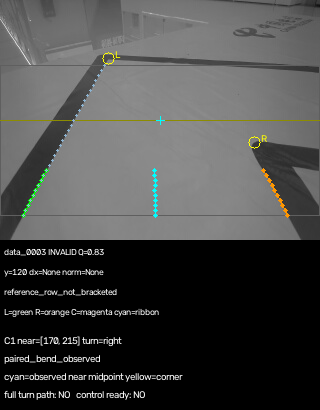 L
R
data_0003 INVALID Q=0.83
y=120 dx=None norm=None
reference_row_not_bracketed
L=green R=orange C=magenta cyan=ribbon
C1 near=[170, 215] turn=right
paired_bend_observed
cyan=observed near midpoint yellow=corner
full turn path: NO control ready: NO